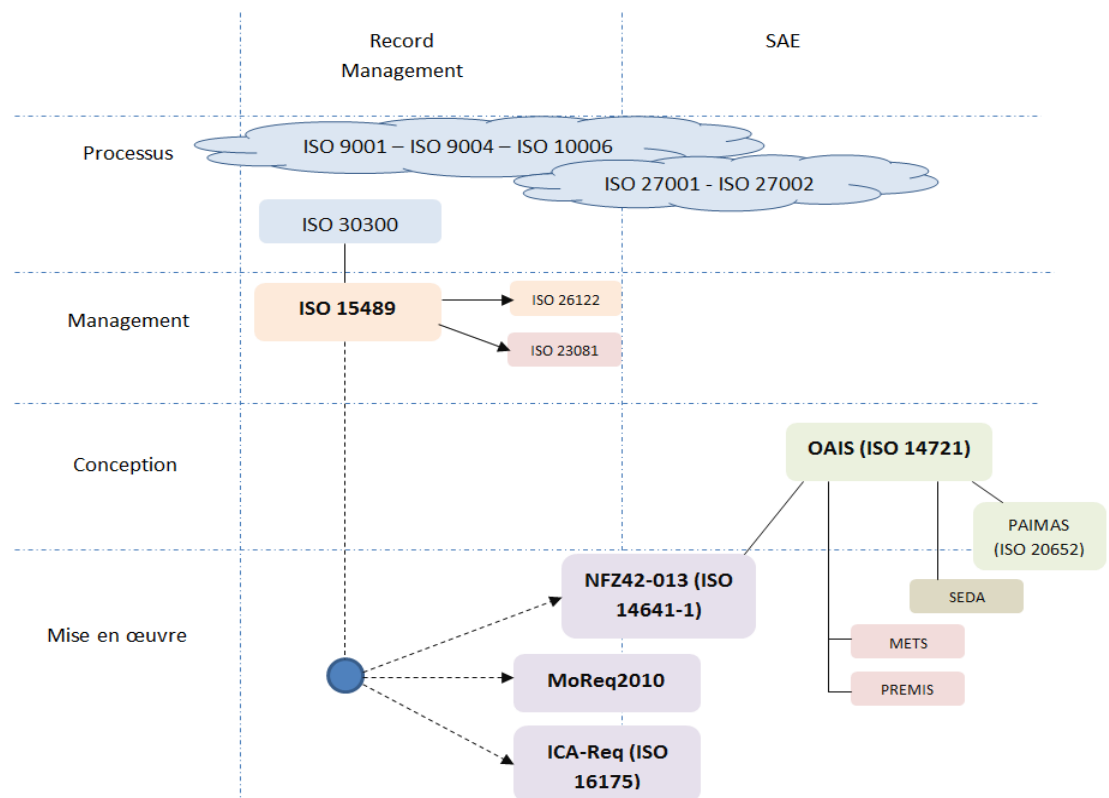 Record
Management
SAE
Processus
ISO 9001 – ISO 9004 – ISO 10006
ISO 27001 - ISO 27002
ISO 30300
Management
ISO 15489
ISO 26122
ISO 23081
Conception
OAIS (ISO 14721)
PAIMAS
(ISO 20652)
Mise en œuvre
NFZ42-013 (ISO
14641-1)
SEDA
METS
MoReq2010
PREMIS
ICA-Req (ISO
16175)